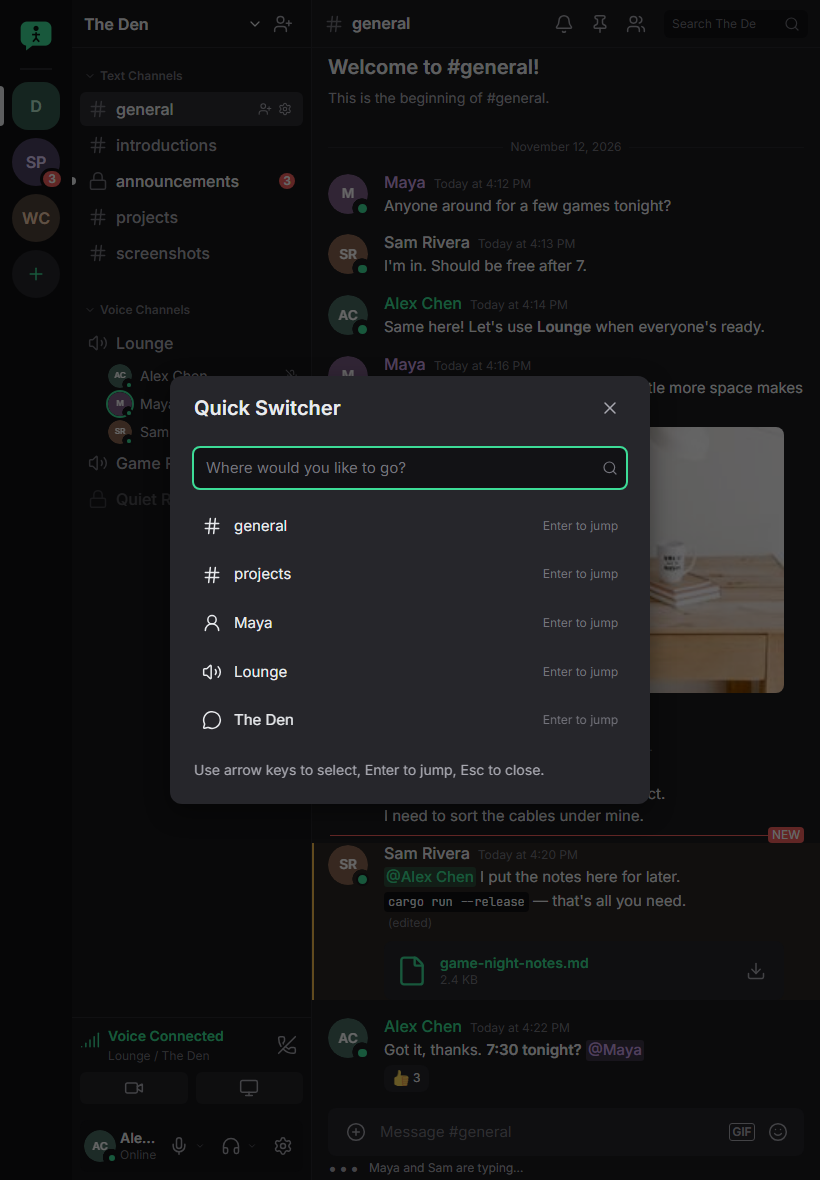 The Den
general
Search The De
D
SP
3
WC
Text Channels
general
introductions
announcements
3
projects
screenshots
Voice Channels
Lounge
AC
Alex Chen
M
Maya
SR
Sam
Game
Quiet
Welcome to #general!
This is the beginning of #general.
November 12, 2026
M
Maya Today at 4:12 PM
Anyone around for a few games tonight?
SR
Sam Rivera Today at 4:13 PM
I'm in. Should be free after 7.
AC
Alex Chen Today at 4:14 PM
Same here! Let's use Lounge when everyone's ready.
M
Maya Today at 4:16 PM
more space makes
Quick Switcher
Where would you like to go?
general Enter to jump
projects Enter to jump
Maya Enter to jump
Lounge Enter to jump
The Den Enter to jump
Use arrow keys to select, Enter to jump, Esc to close.
I need to sort the cables under mine.
NEW
SR
Sam Rivera Today at 4:20 PM
@Alex Chen I put the notes here for later.
cargo run --release — that's all you need.
(edited)
game-night-notes.md
2.4 KB
AC
Alex Chen Today at 4:22 PM
Got it, thanks. 7:30 tonight? @Maya
3
Voice Connected
Lounge / The Den
AC
Ale...
Online
Message #general
GIF
Maya and Sam are typing...